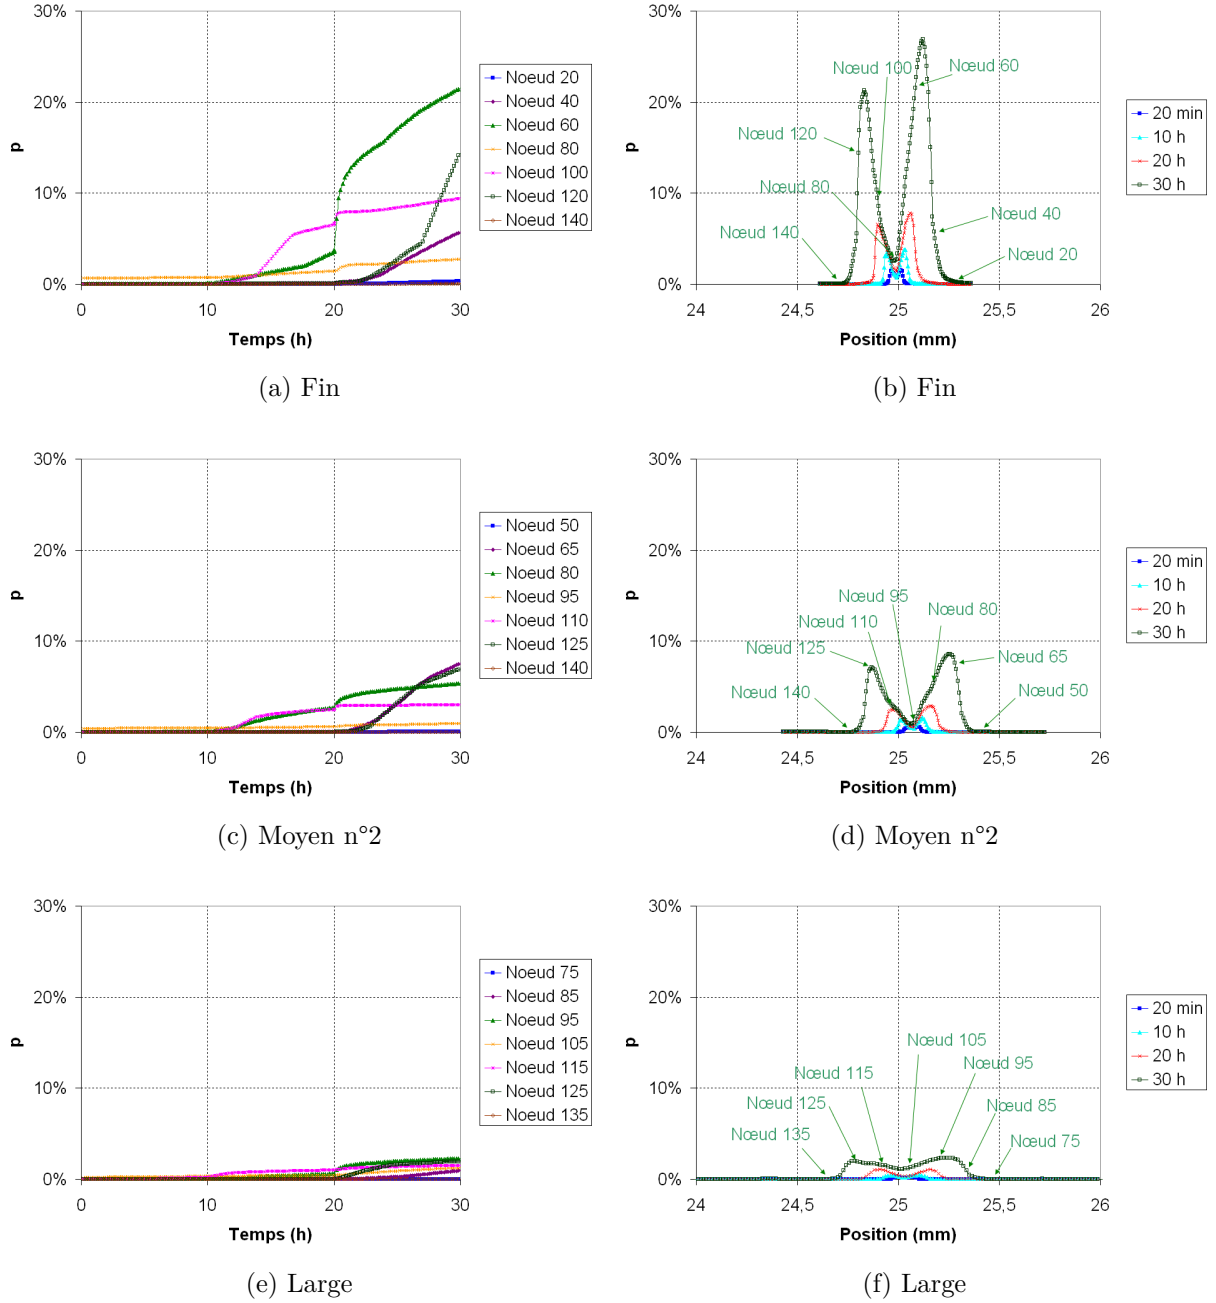 30%
20%
10%
0%
p
0
10
20
30
Temps (h)
Noeud 20
Noeud 40
Noeud 60
Noeud 80
Noeud 100
Noeud 120
Noeud 140
(a) Fin
30%
20%
10%
0%
p
24
24,5
25
25,5
26
Position (mm)
Nœud 100
Nœud 60
Nœud 120
Nœud 80
Nœud 40
Nœud 140
Nœud 20
20 min
10 h
20 h
30 h
(b) Fin
30%
20%
10%
0%
p
0
10
20
30
Temps (h)
Noeud 50
Noeud 65
Noeud 80
Noeud 95
Noeud 110
Noeud 125
Noeud 140
(c) Moyen n°2
30%
20%
10%
0%
p
24
24,5
25
25,5
26
Position (mm)
Nœud 95
Nœud 80
Nœud 110
Nœud 125
Nœud 65
Nœud 140
Nœud 50
20 min
10 h
20 h
30 h
(d) Moyen n°2
30%
20%
10%
0%
p
0
10
20
30
Temps (h)
Noeud 75
Noeud 85
Noeud 95
Noeud 105
Noeud 115
Noeud 125
Noeud 135
(e) Large
30%
20%
10%
0%
p
24
24,5
25
25,5
26
Position (mm)
Nœud 105
Nœud 95
Nœud 115
Nœud 125
Nœud 85
Nœud 135
Nœud 75
20 min
10 h
20 h
30 h
(f) Large